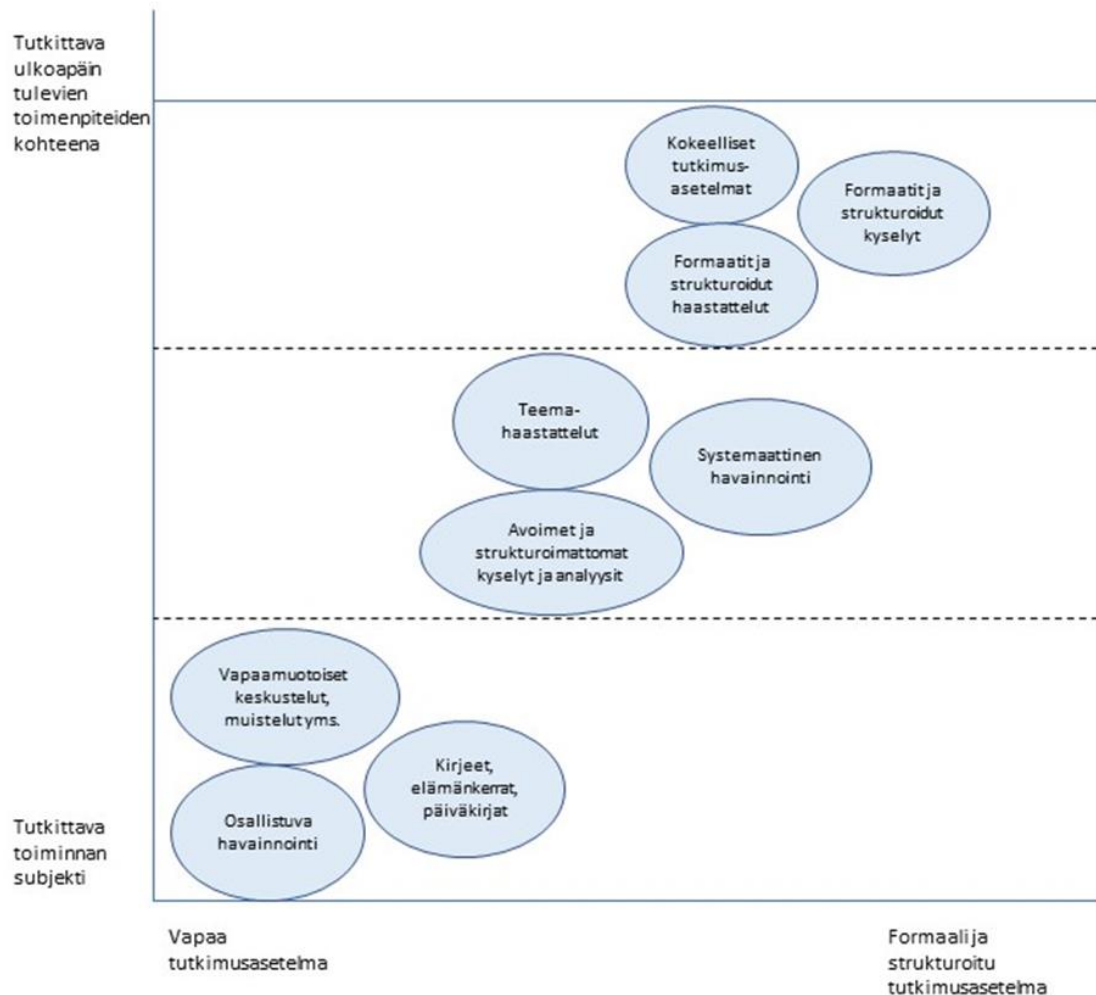 Tutkittava
ulkoapäin
tulevien
toimenpiteiden
kohteena
Kokeelliset
tutkimus-
asetelmat
Formaatit ja
strukturoidut
kyselyt
Formaatit ja
strukturoidut
haastattelut
Teema-
haastattelut
Systemaattinen
havainnointi
Avoimet ja
strukturoimattomat
kyselyt ja analyysit
Vapaamuotoiset
keskustelut,
muistelut yms.
Kirjeet,
elämänkerrat,
päiväkirjat
Osallistuva
havainnointi
Tutkittava
toiminnan
subjekti
Vapaa
tutkimusasetelma
Formaali ja
strukturoitu
tutkimusasetelma